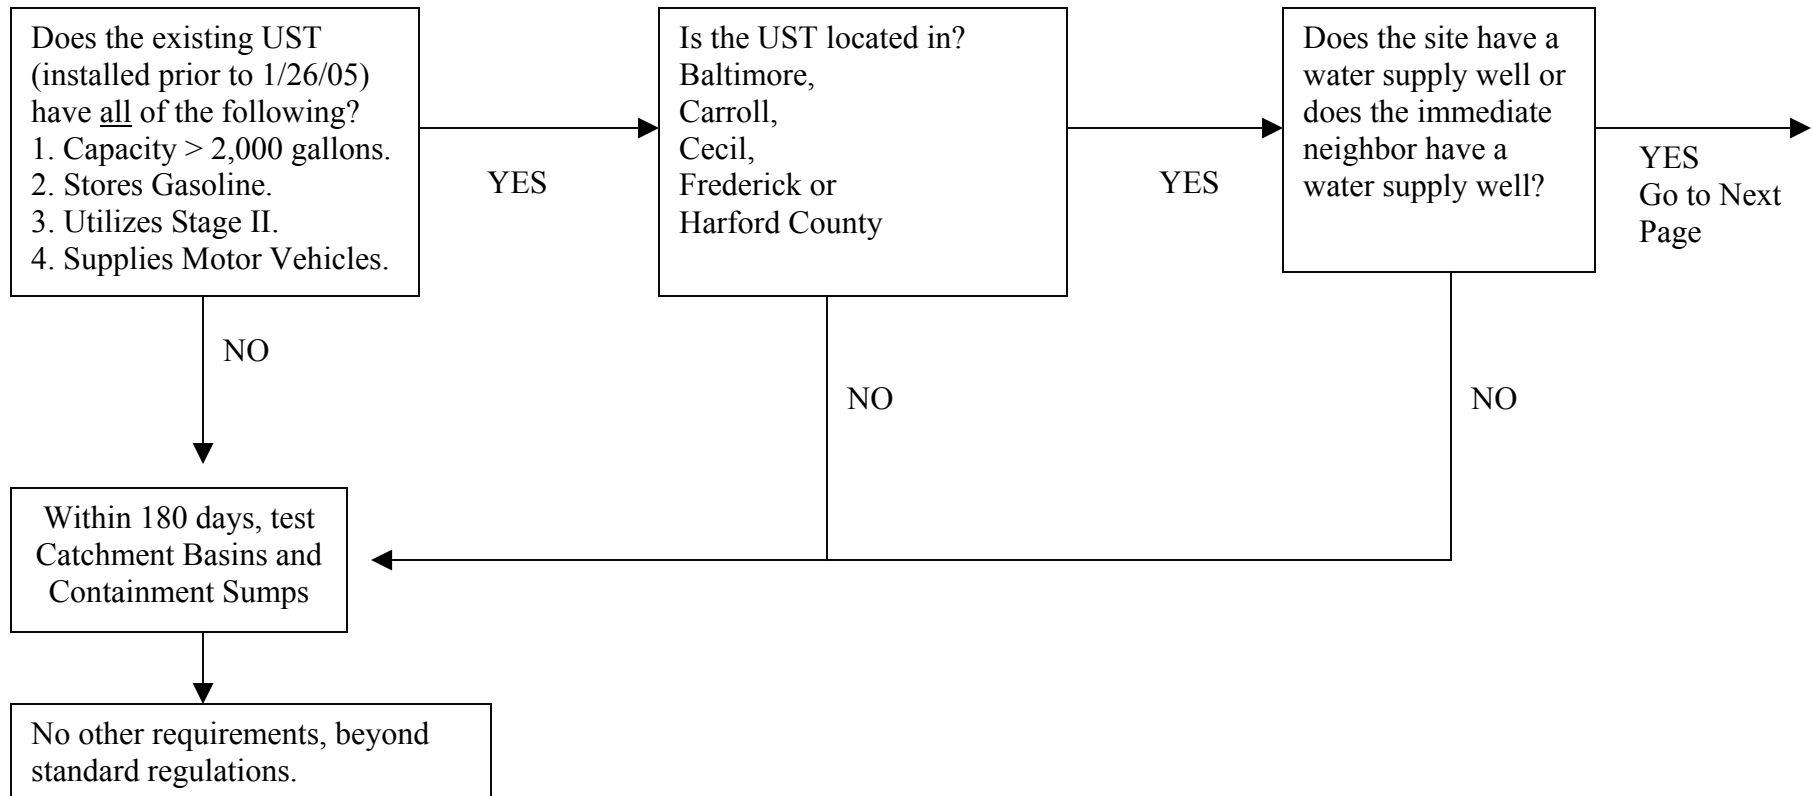 Does the existing UST
(installed prior to 1/26/05)
have all of the following?
1. Capacity > 2,000 gallons.
2. Stores Gasoline.
3. Utilizes Stage II.
4. Supplies Motor Vehicles.
YES
Is the UST located in?
Baltimore,
Carroll,
Cecil,
Frederick or
Harford County
YES
Does the site have a
water supply well or
does the immediate
neighbor have a
water supply well?
YES
Go to Next
Page
NO
NO
NO
Within 180 days, test
Catchment Basins and
Containment Sumps
No other requirements, beyond
standard regulations.